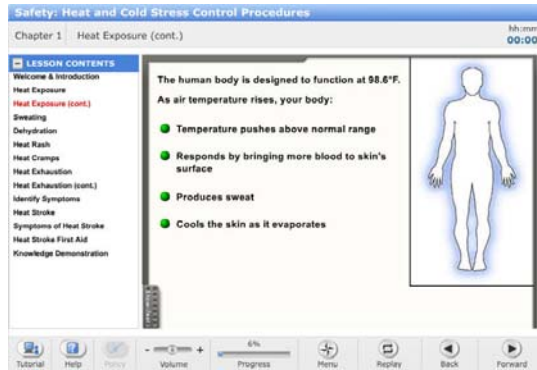 Safety: Heat and Cold Stress Control Procedures
Chapter 1 Heat Exposure (cont.)
hh:mm
00:00
LESSON CONTENTS
Welcome & Introduction
Heat Exposure
Heat Exposure (cont.)
Sweating
Dehydration
Heat Rash
Heat Cramps
Heat Exhaustion
Heat Exhaustion (cont.)
Identify Symptoms
Heat Stroke
Symptoms of Heat Stroke
Heat Stroke First Aid
Knowledge Demonstration
The human body is designed to function at 98.6°F.
As air temperature rises, your body:
Temperature pushes above normal range
Responds by bringing more blood to skin's
surface
Produces sweat
Cools the skin as it evaporates
Tutorial
Help
Policy
- +
Volume
6%
Progress
Menu
Replay
Back
Forward